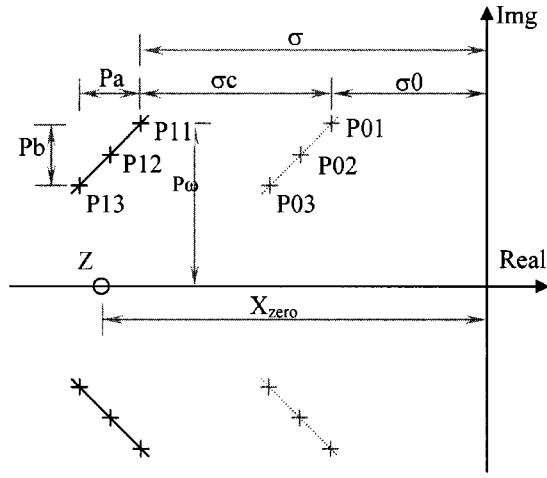 Img
σ
Pa
σc
σ0
P11
P01
Pb
P12
P02
Pω
P13
P03
Z
Real
Xzero